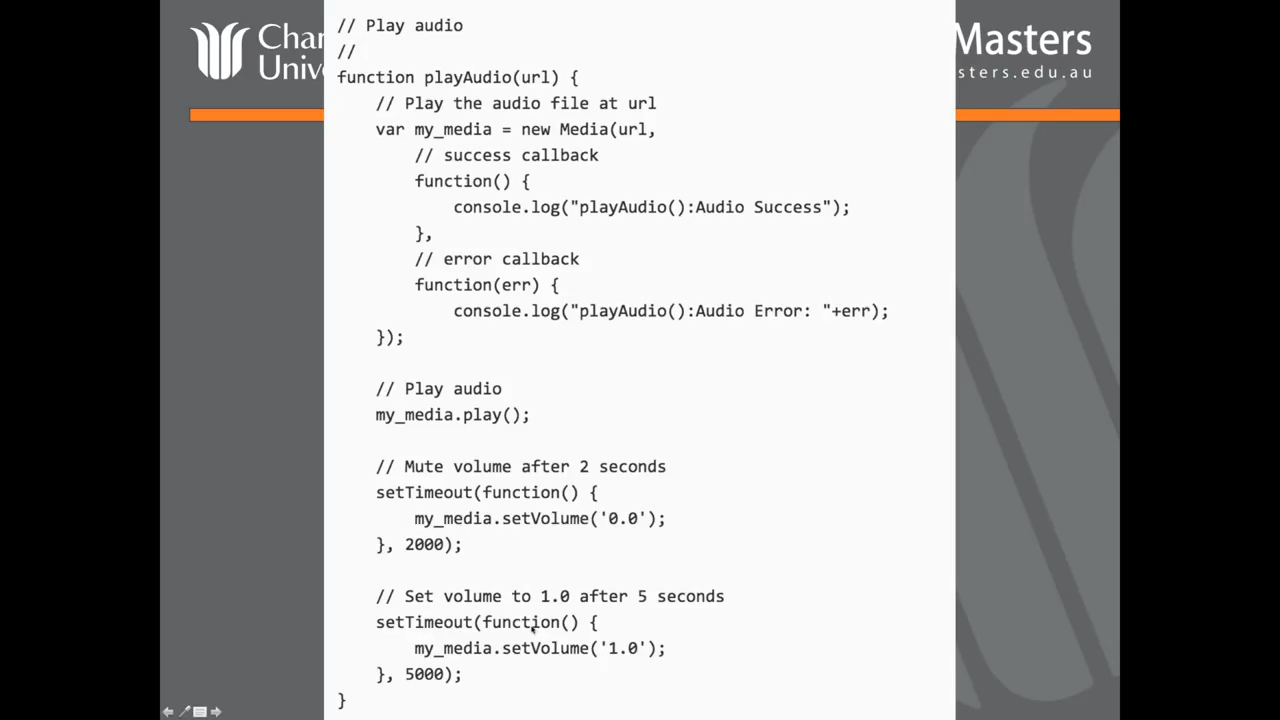 // Play audio
//
function playAudio(url) {
    // Play the audio file at url
    var my_media = new Media(url,
        // success callback
        function() {
            console.log("playAudio():Audio Success");
        },
        // error callback
        function(err) {
            console.log("playAudio():Audio Error: "+err);
    });

    // Play audio
    my_media.play();

    // Mute volume after 2 seconds
    setTimeout(function() {
        my_media.setVolume('0.0');
    }, 2000);

    // Set volume to 1.0 after 5 seconds
    setTimeout(function() {
        my_media.setVolume('1.0');
    }, 5000);
}
Char
Unive
Masters
sters.edu.au